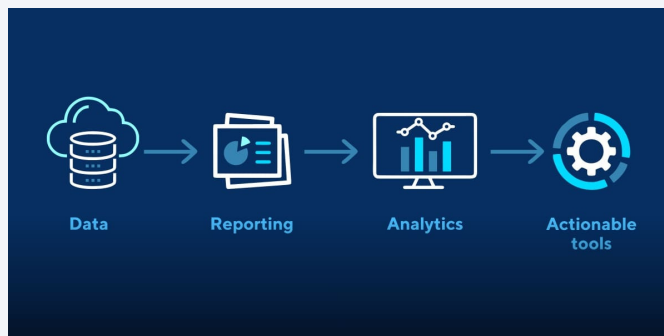 Data
Reporting
Analytics
Actionable
tools